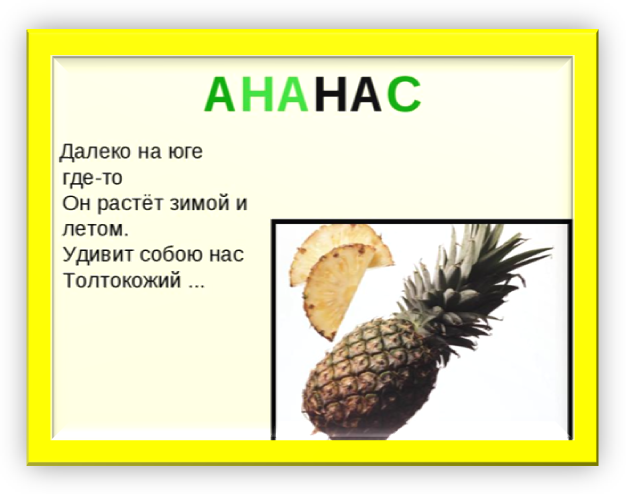 АНАНАС
Далеко на юге
где-то
Он растёт зимой и
летом.
Удивит собою нас
Толтокожий ...